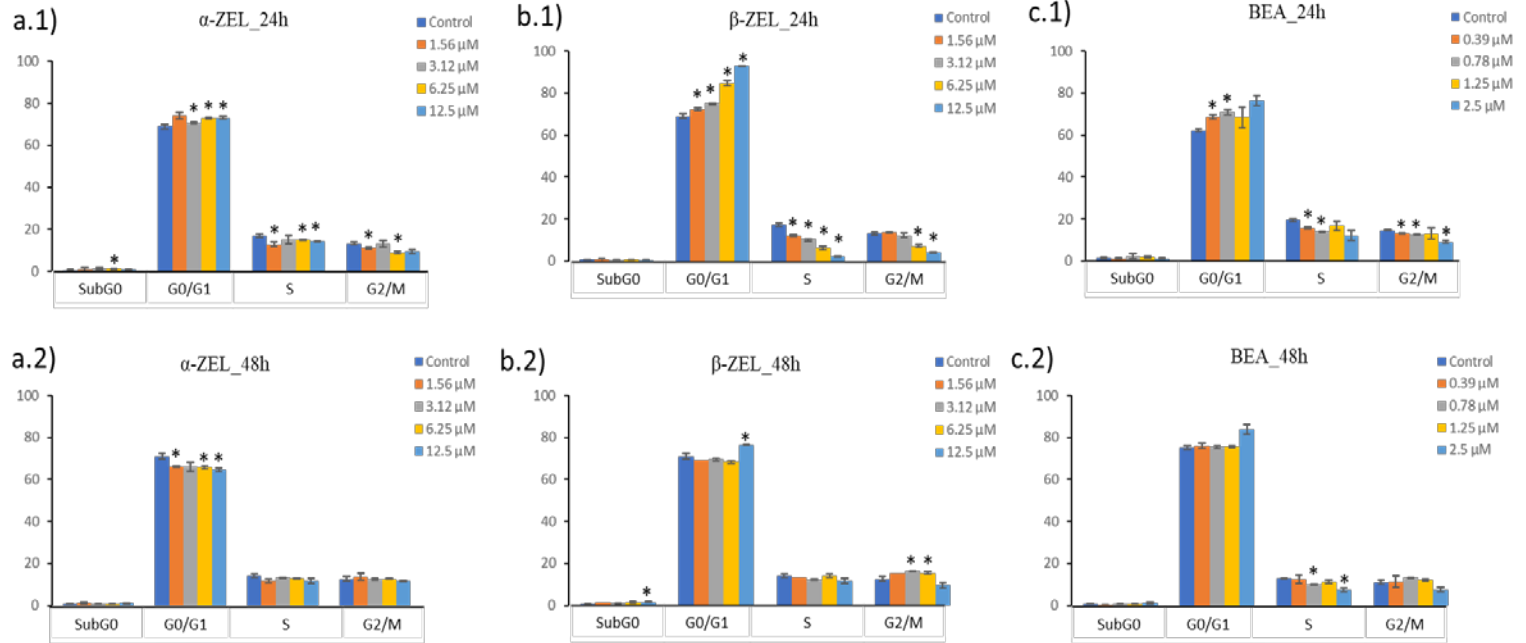 a.1)
α-ZEL_24h
Control
1.56 µM
3.12 µM
6.25 µM
12.5 µM
100
80
60
40
20
0
* * * *
* * *
* *
SubG0 G0/G1 S G2/M
b.1)
β-ZEL_24h
Control
1.56 µM
3.12 µM
6.25 µM
12.5 µM
100
80
60
40
20
0
* * * *
* * * *
* *
SubG0 G0/G1 S G2/M
c.1)
BEA_24h
Control
0.39 µM
0.78 µM
1.25 µM
2.5 µM
100
80
60
40
20
0
* *
* *
* * *
SubG0 G0/G1 S G2/M
a.2)
α-ZEL_48h
Control
1.56 µM
3.12 µM
6.25 µM
12.5 µM
100
80
60
40
20
0
* * *
SubG0 G0/G1 S G2/M
b.2)
β-ZEL_48h
Control
1.56 µM
3.12 µM
6.25 µM
12.5 µM
100
80
60
40
20
0
*
*
* *
SubG0 G0/G1 S G2/M
c.2)
BEA_48h
Control
0.39 µM
0.78 µM
1.25 µM
2.5 µM
100
80
60
40
20
0
* *
SubG0 G0/G1 S G2/M